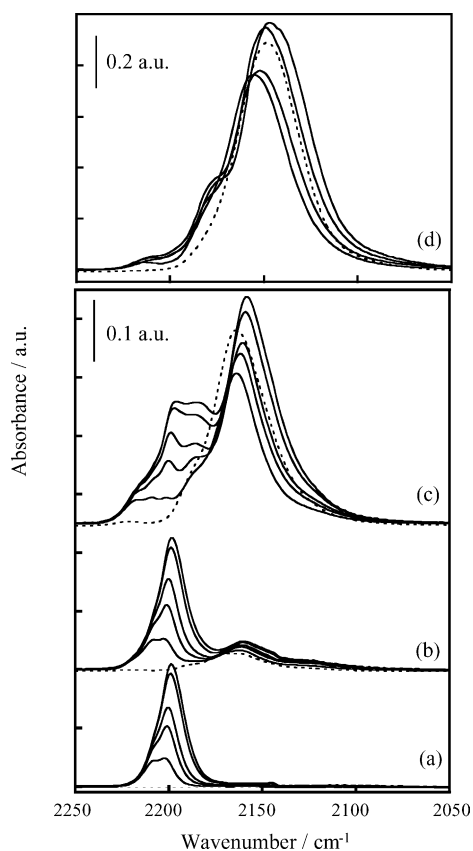 0.2 a.u.
(d)
0.1 a.u.
Absorbance / a.u.
(c)
(b)
(a)
2250 2200 2150 2100 2050
Wavenumber / cm-1